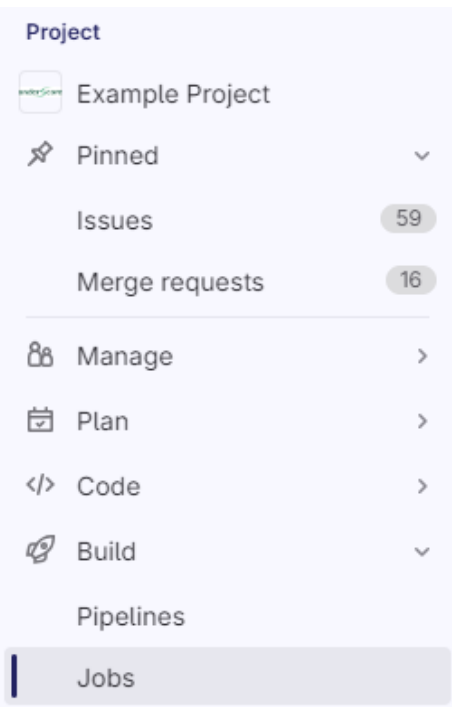 Project
Example Project
Pinned
Issues 59
Merge requests 16
Manage
Plan
Code
Build
Pipelines
Jobs